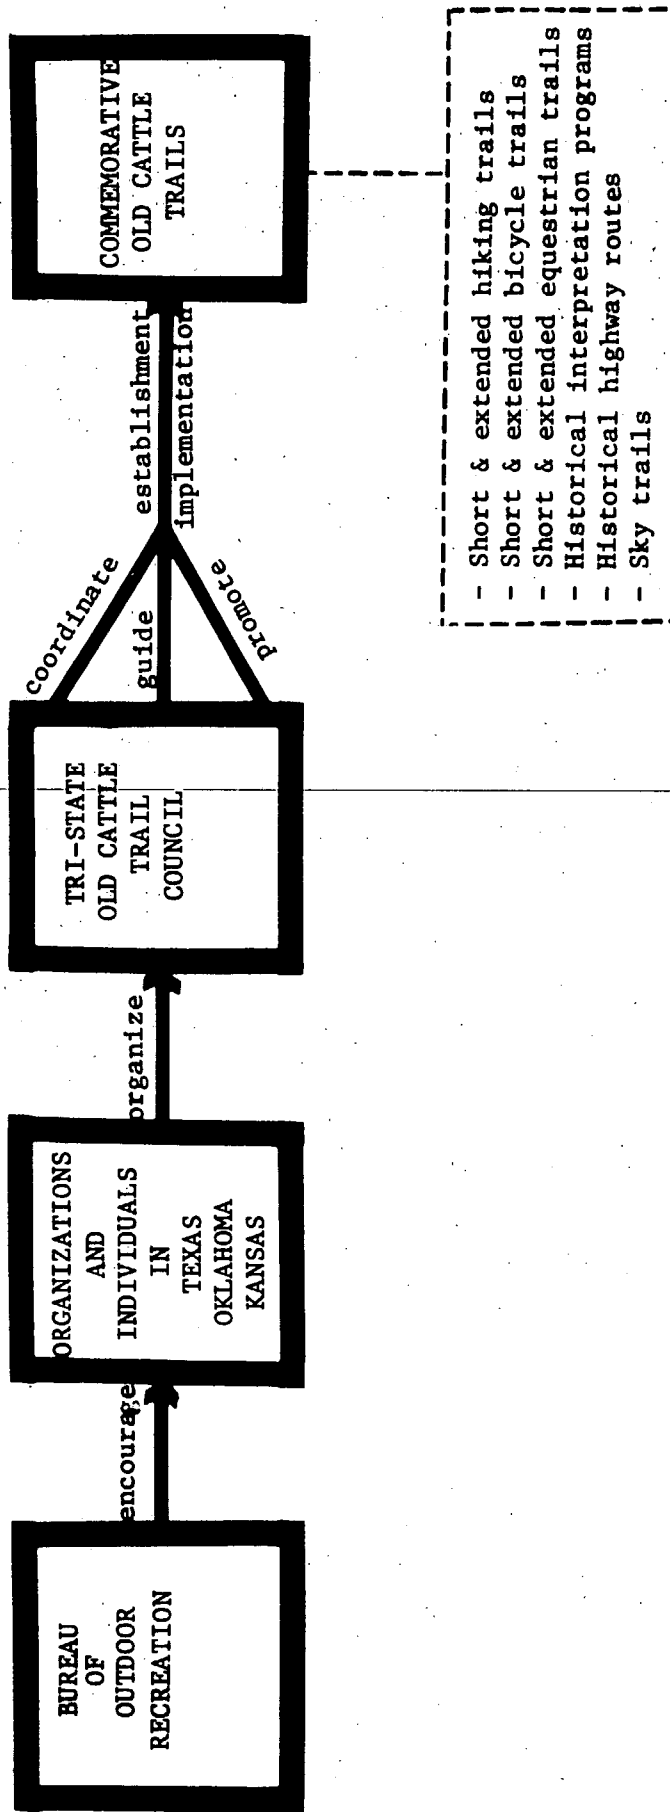 BUREAU
OF
OUTDOOR
RECREATION
encourage
ORGANIZATIONS
AND
INDIVIDUALS
IN
TEXAS
OKLAHOMA
KANSAS
organize
TRI-STATE
OLD CATTLE
TRAIL
COUNCIL
coordinate
guide
promote
establishment
implementation
COMMEMORATIVE
OLD CATTLE
TRAILS
- Short & extended hiking trails
- Short & extended bicycle trails
- Short & extended equestrian trails
- Historical interpretation programs
- Historical highway routes
- Sky trails